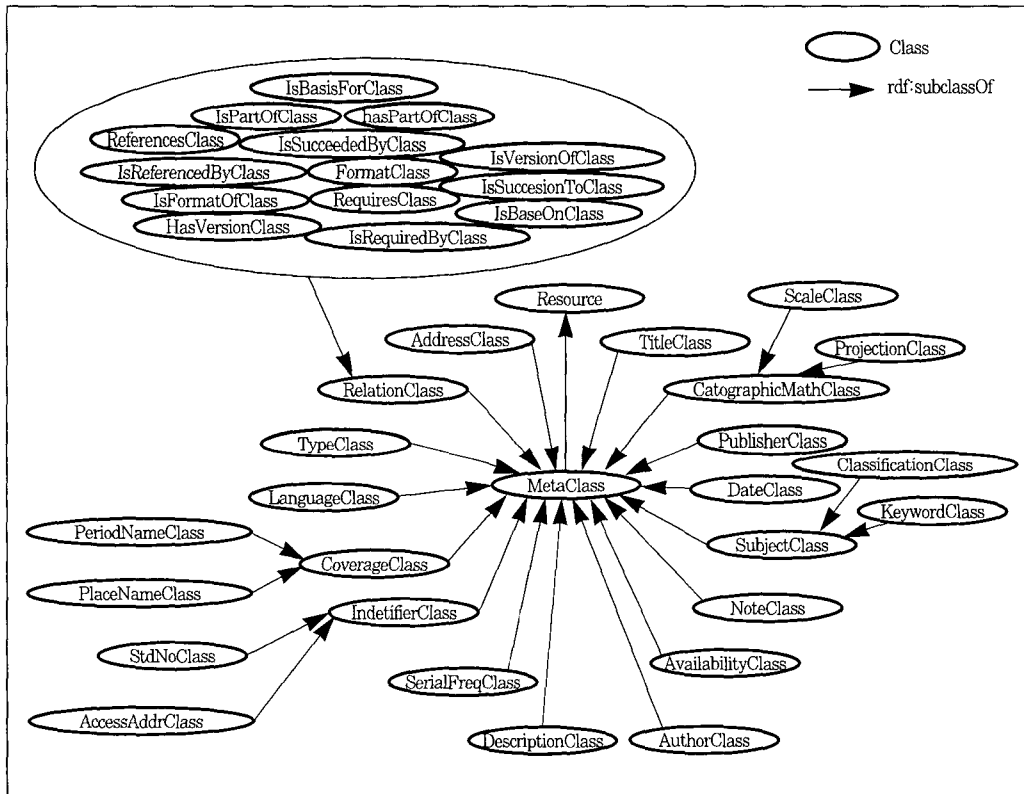 Class
rdf:subclassOf
IsBasisForClass
IsPartOfClass
hasPartOfClass
ReferencesClass
IsSucceededByClass
IsVersionOfClass
IsReferencedByClass
FormatClass
IsSuccesionToClass
IsFormatOfClass
RequiresClass
IsBaseOnClass
HasVersionClass
IsRequiredByClass
Resource
ScaleClass
AddressClass
TitleClass
ProjectionClass
RelationClass
CatographicMathClass
TypeClass
PublisherClass
ClassificationClass
MetaClass
LanguageClass
DateClass
KeywordClass
PeriodNameClass
SubjectClass
CoverageClass
PlaceNameClass
IndetifierClass
NoteClass
StdNoClass
AvailabilityClass
SerialFreqClass
AccessAddrClass
DescriptionClass
AuthorClass